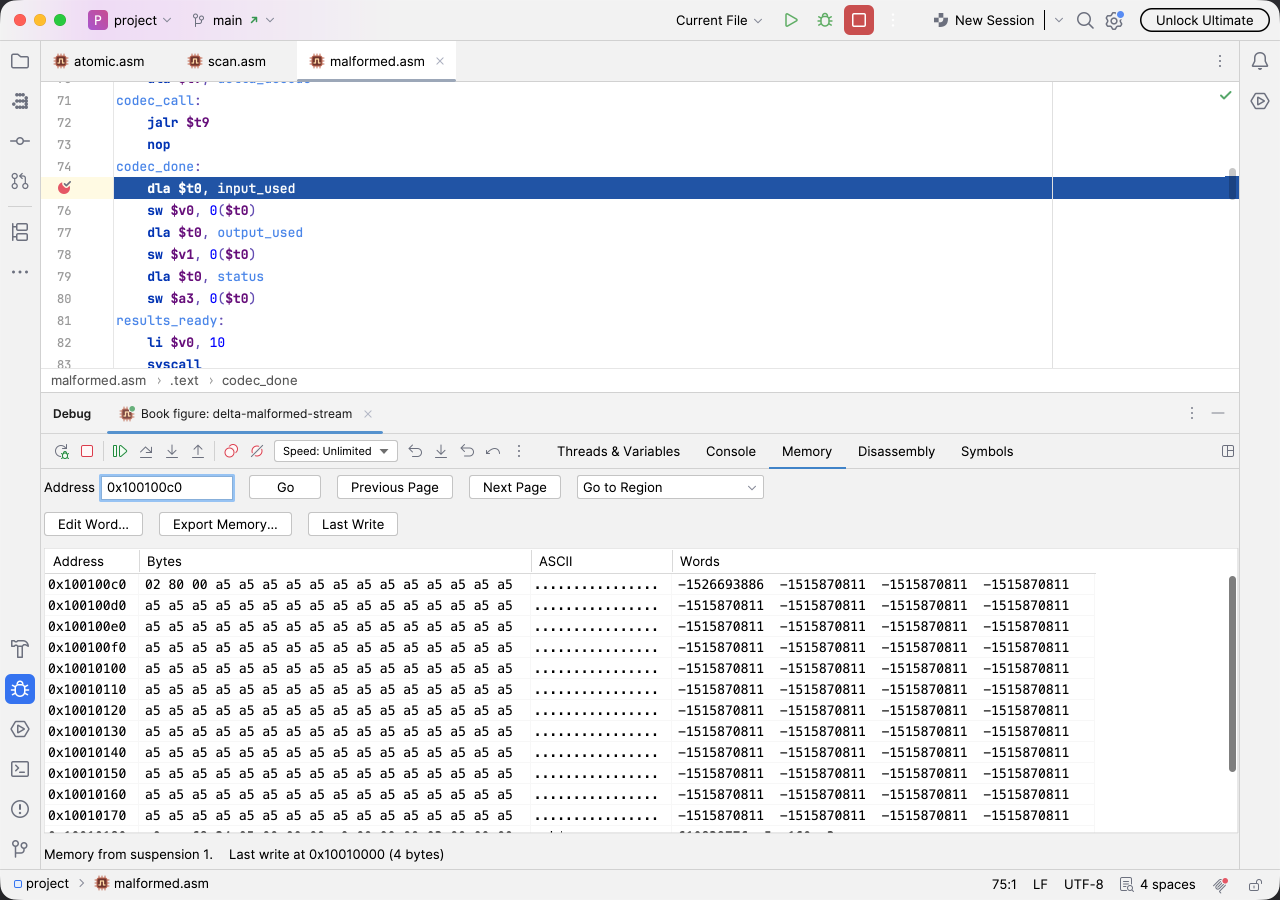 P project main Current File New Session Unlock Ultimate
atomic.asm scan.asm malformed.asm
71 codec_call:
72 jalr $t9
73 nop
74 codec_done:
dla $t0, input_used
76 sw $v0, 0($t0)
77 dla $t0, output_used
78 sw $v1, 0($t0)
79 dla $t0, status
80 sw $a3, 0($t0)
81 results_ready:
82 li $v0, 10
83 syscall
malformed.asm › .text › codec_done
Debug Book figure: delta-malformed-stream
Speed: Unlimited Threads & Variables Console Memory Disassembly Symbols
Address 0x100100c0 Go Previous Page Next Page Go to Region
Edit Word... Export Memory... Last Write
Address Bytes ASCII Words
0x100100c0 02 80 00 a5 a5 a5 a5 a5 a5 a5 a5 a5 a5 a5 a5 a5 ................ -1526693886 -1515870811 -1515870811 -1515870811
0x100100d0 a5 a5 a5 a5 a5 a5 a5 a5 a5 a5 a5 a5 a5 a5 a5 a5 ................ -1515870811 -1515870811 -1515870811 -1515870811
0x100100e0 a5 a5 a5 a5 a5 a5 a5 a5 a5 a5 a5 a5 a5 a5 a5 a5 ................ -1515870811 -1515870811 -1515870811 -1515870811
0x100100f0 a5 a5 a5 a5 a5 a5 a5 a5 a5 a5 a5 a5 a5 a5 a5 a5 ................ -1515870811 -1515870811 -1515870811 -1515870811
0x10010100 a5 a5 a5 a5 a5 a5 a5 a5 a5 a5 a5 a5 a5 a5 a5 a5 ................ -1515870811 -1515870811 -1515870811 -1515870811
0x10010110 a5 a5 a5 a5 a5 a5 a5 a5 a5 a5 a5 a5 a5 a5 a5 a5 ................ -1515870811 -1515870811 -1515870811 -1515870811
0x10010120 a5 a5 a5 a5 a5 a5 a5 a5 a5 a5 a5 a5 a5 a5 a5 a5 ................ -1515870811 -1515870811 -1515870811 -1515870811
0x10010130 a5 a5 a5 a5 a5 a5 a5 a5 a5 a5 a5 a5 a5 a5 a5 a5 ................ -1515870811 -1515870811 -1515870811 -1515870811
0x10010140 a5 a5 a5 a5 a5 a5 a5 a5 a5 a5 a5 a5 a5 a5 a5 a5 ................ -1515870811 -1515870811 -1515870811 -1515870811
0x10010150 a5 a5 a5 a5 a5 a5 a5 a5 a5 a5 a5 a5 a5 a5 a5 a5 ................ -1515870811 -1515870811 -1515870811 -1515870811
0x10010160 a5 a5 a5 a5 a5 a5 a5 a5 a5 a5 a5 a5 a5 a5 a5 a5 ................ -1515870811 -1515870811 -1515870811 -1515870811
0x10010170 a5 a5 a5 a5 a5 a5 a5 a5 a5 a5 a5 a5 a5 a5 a5 a5 ................ -1515870811 -1515870811 -1515870811 -1515870811
Memory from suspension 1. Last write at 0x10010000 (4 bytes)
project › malformed.asm 75:1 LF UTF-8 4 spaces